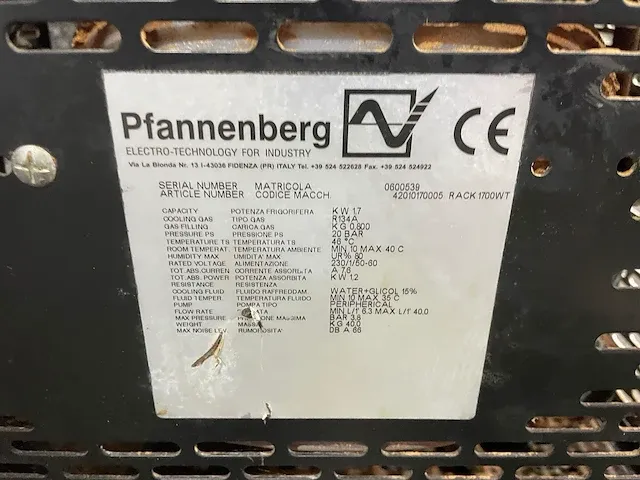 Pfannenberg
CE
ELECTRO-TECHNOLOGY FOR INDUSTRY
Via La Bionda Nr. 13 I-43036 FIDENZA (PR) ITALY Tel. +39 524 522628 Fax. +39 524 524922
SERIAL NUMBER MATRICOLA 0600539
ARTICLE NUMBER CODICE MACCH. 42010170005 RACK 1700WT
CAPACITY POTENZA FRIGORIFERA KW 1.7
COOLING GAS TIPO GAS R134A
GAS FILLING CARICA GAS KG 0.800
PRESSURE PS PRESSIONE PS 20 BAR
TEMPERATURE TS TEMPERATURA TS 46 °C
ROOM TEMPERAT. TEMPERATURA AMBIENTE MIN 10 MAX 40 C
HUMIDITY MAX UMIDITA' MAX UR% 80
RATED VOLTAGE ALIMENTAZIONE 230/1/50-60
TOT.ABS.CURREN CORRENTE ASSORBITA A 7,6
TOT.ABS. POWER POTENZA ASSORBITA KW 1,2
RESISTANCE RESISTENZA
COOLING FLUID FLUIDO RAFFREDDAM. WATER+GLICOL 15%
FLUID TEMPER. TEMPERATURA FLUIDO MIN 10 MAX 35 C
PUMP POMPA TIPO PERIPHERICAL
FLOW RATE MIN L/1' 6.3 MAX L/1' 40.0
MAX PRESSURE MASSIMA BAR 3,8
WEIGHT MASSA KG 40.0
MAX NOISE LEV. RUMOROSITA' DB A 66